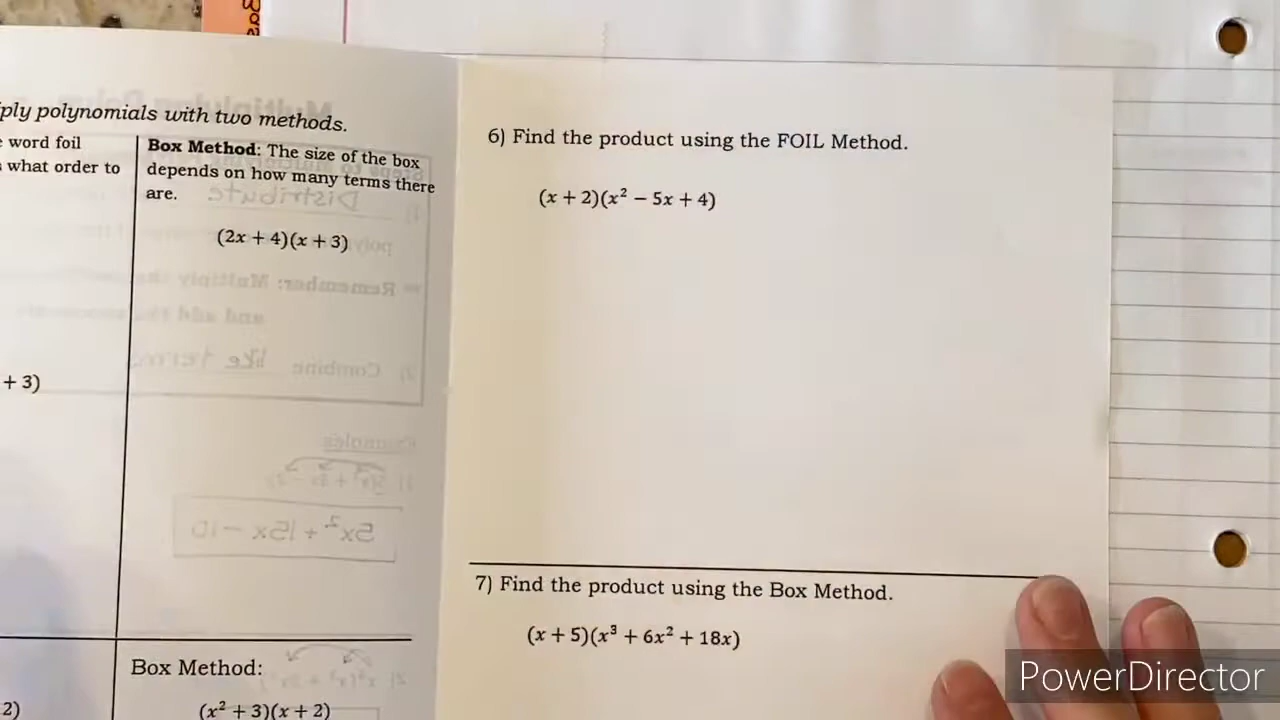 ply polynomials with two methods.
word foil
what order to
+ 3)
2)
Box Method: The size of the box
depends on how many terms there
are.
(2x + 4)(x + 3)
Box Method:
(x² + 3)(x + 2)
6) Find the product using the FOIL Method.
(x + 2)(x² − 5x + 4)
7) Find the product using the Box Method.
(x + 5)(x³ + 6x² + 18x)
PowerDirector